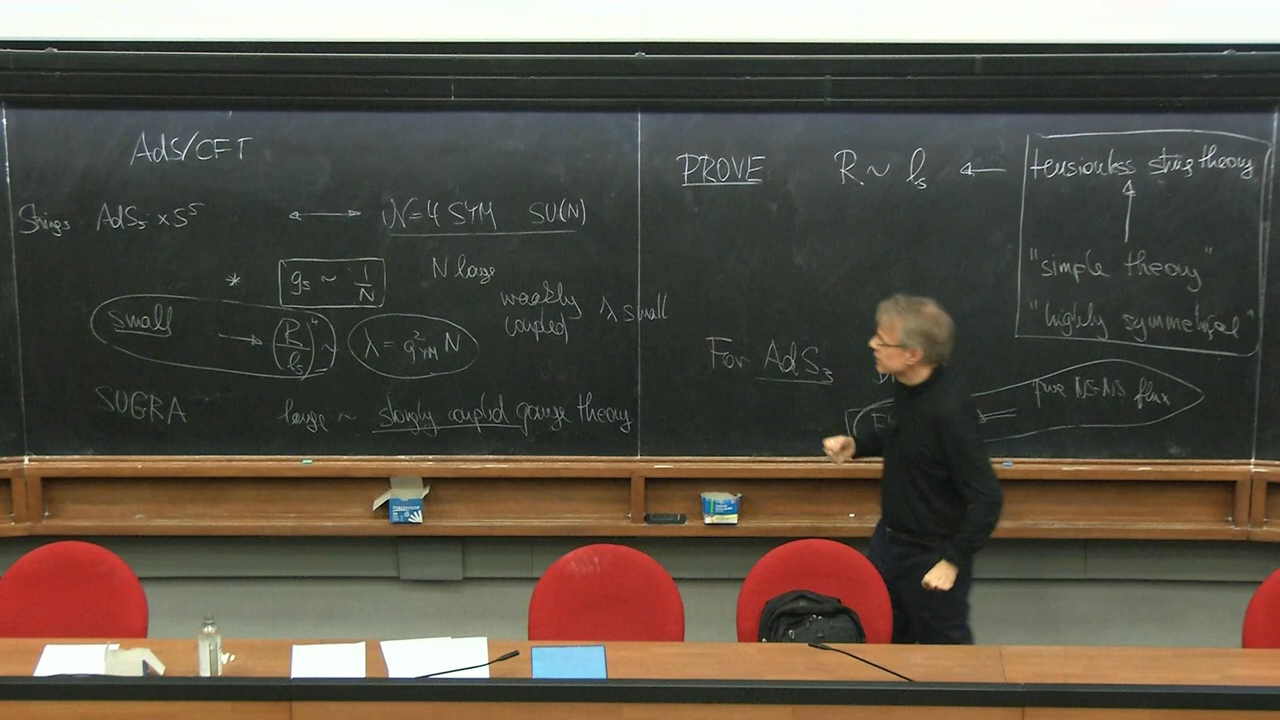 AdS/CFT
Strings AdS₅ × S⁵ ⟷ N=4 SYM SU(N)
* gₛ ~ 1/N N large
weakly coupled λ small
small → (R/lₛ)⁴ ~ λ = g²_YM N
SUGRA large ~ strongly coupled gauge theory
PROVE R ~ lₛ ← tensionless string theory
"simple theory"
"highly symmetrical"
For AdS₃
pure NS-NS flux